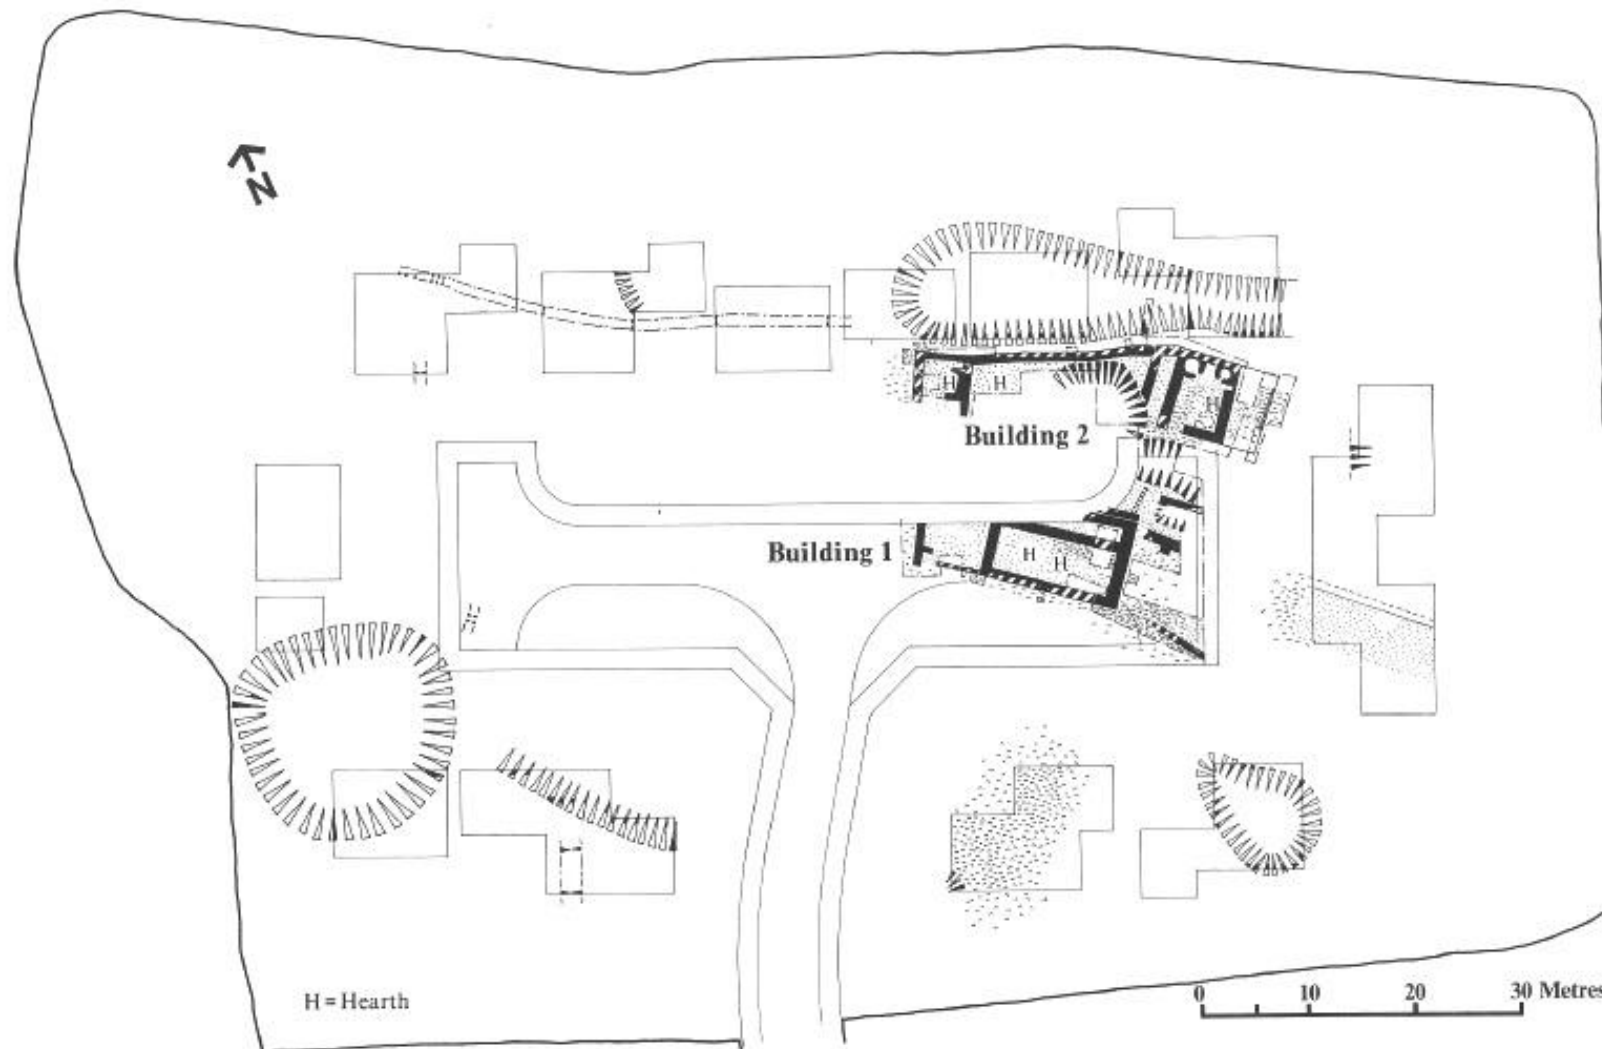 N
H H
H
Building 2
Building 1
H
H
H = Hearth
0 10 20 30 Metres